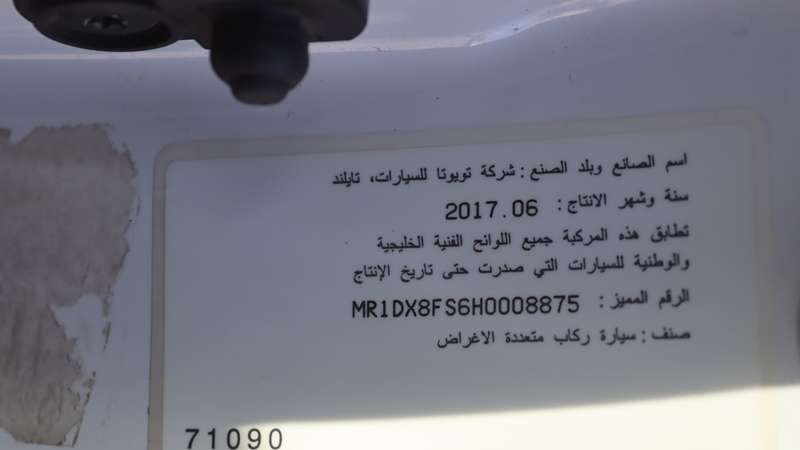 اسم الصانع وبلد الصنع : شركة تويوتا للسيارات، تايلند
سنة وشهر الانتاج : 2017.06
تطابق هذه المركبة جميع اللوائح الفنية الخليجية
والوطنية للسيارات التي صدرت حتى تاريخ الإنتاج
الرقم المميز : MR1DX8FS6H0008875
صنف : سيارة ركاب متعددة الاغراض
71090